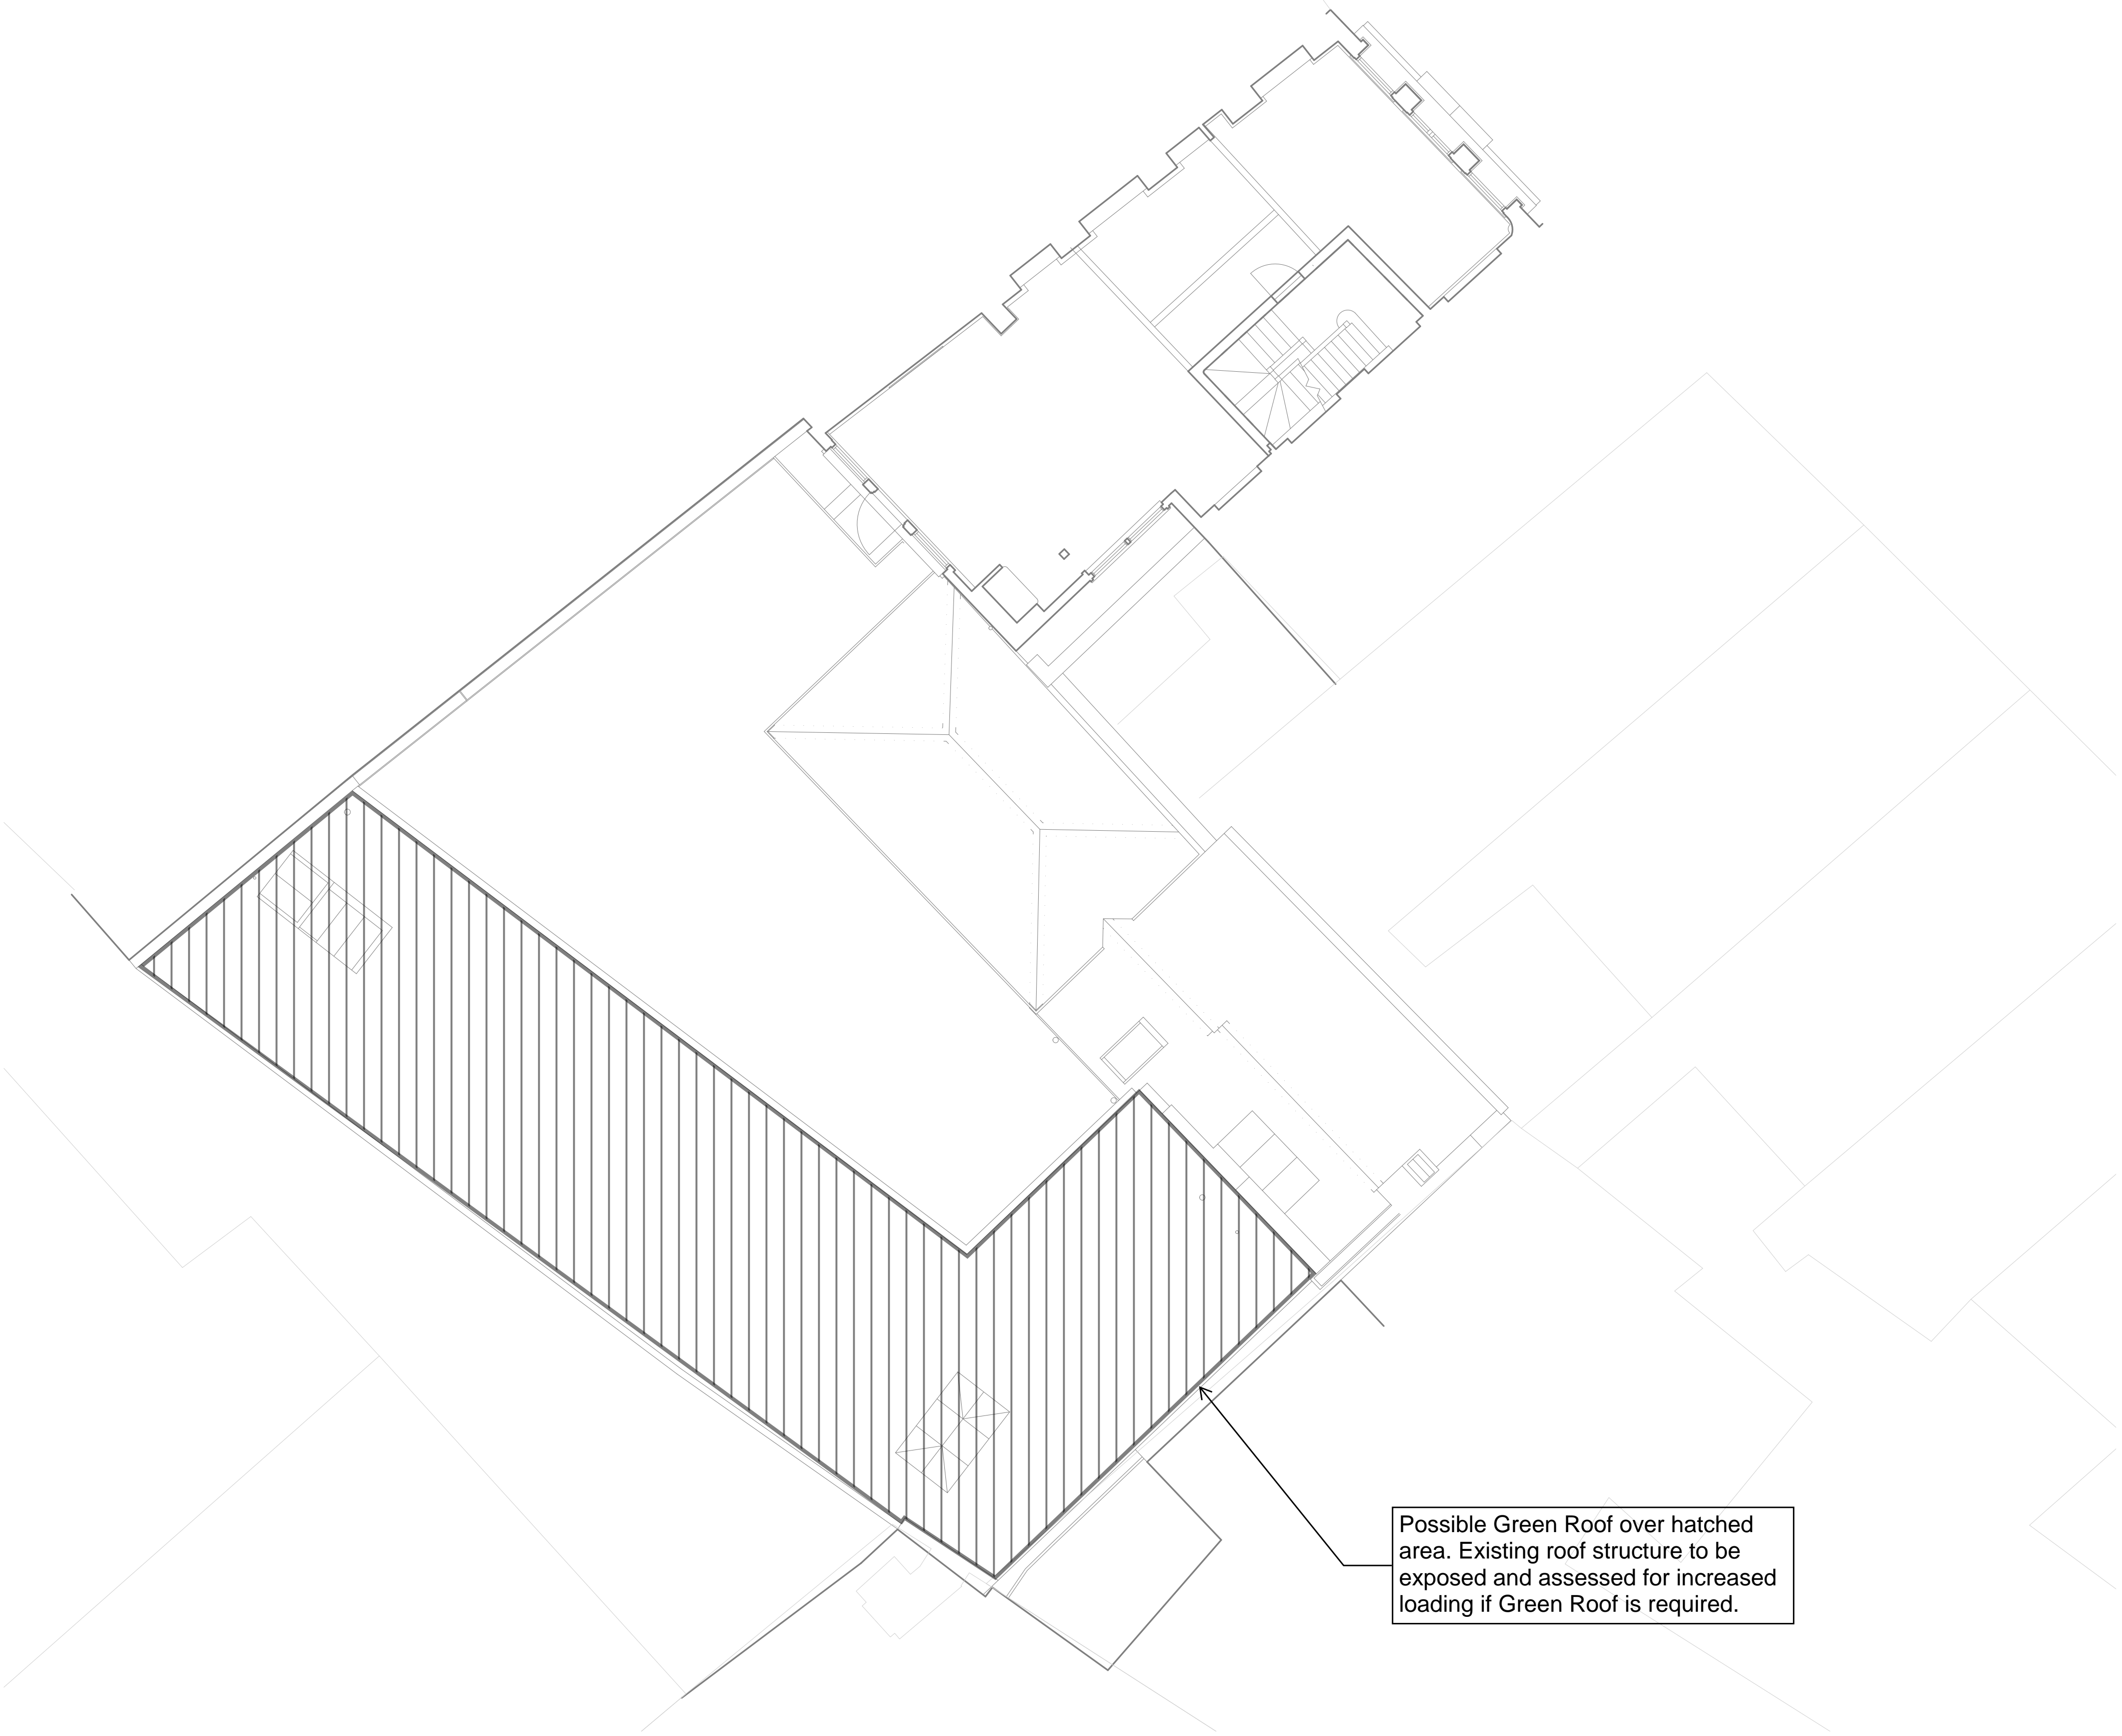 Possible Green Roof over hatched
area. Existing roof structure to be
exposed and assessed for increased
loading if Green Roof is required.